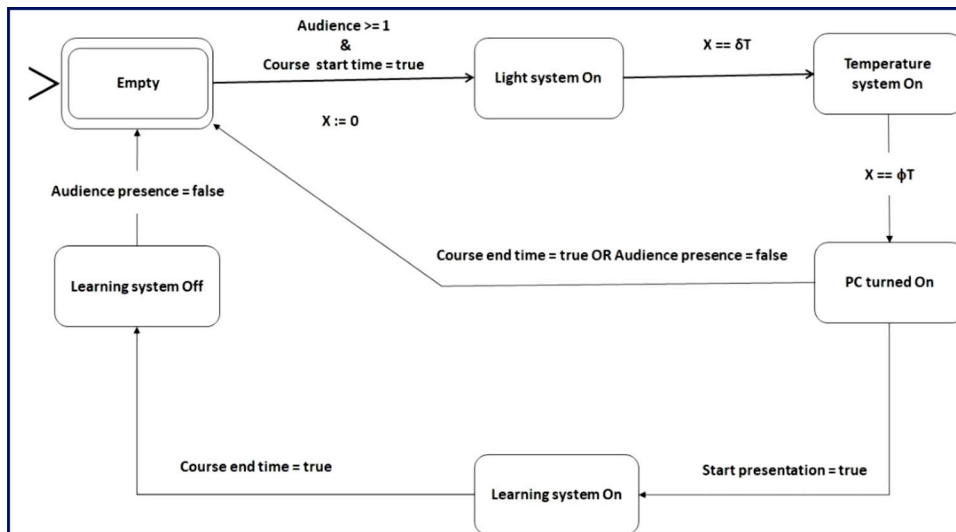 Audience >= 1
&
Course start time = true
X := 0
Empty
Light system On
X == δT
Temperature
system On
X == ϕT
Audience presence = false
Course end time = true OR Audience presence = false
Learning system Off
PC turned On
Course end time = true
Learning system On
Start presentation = true